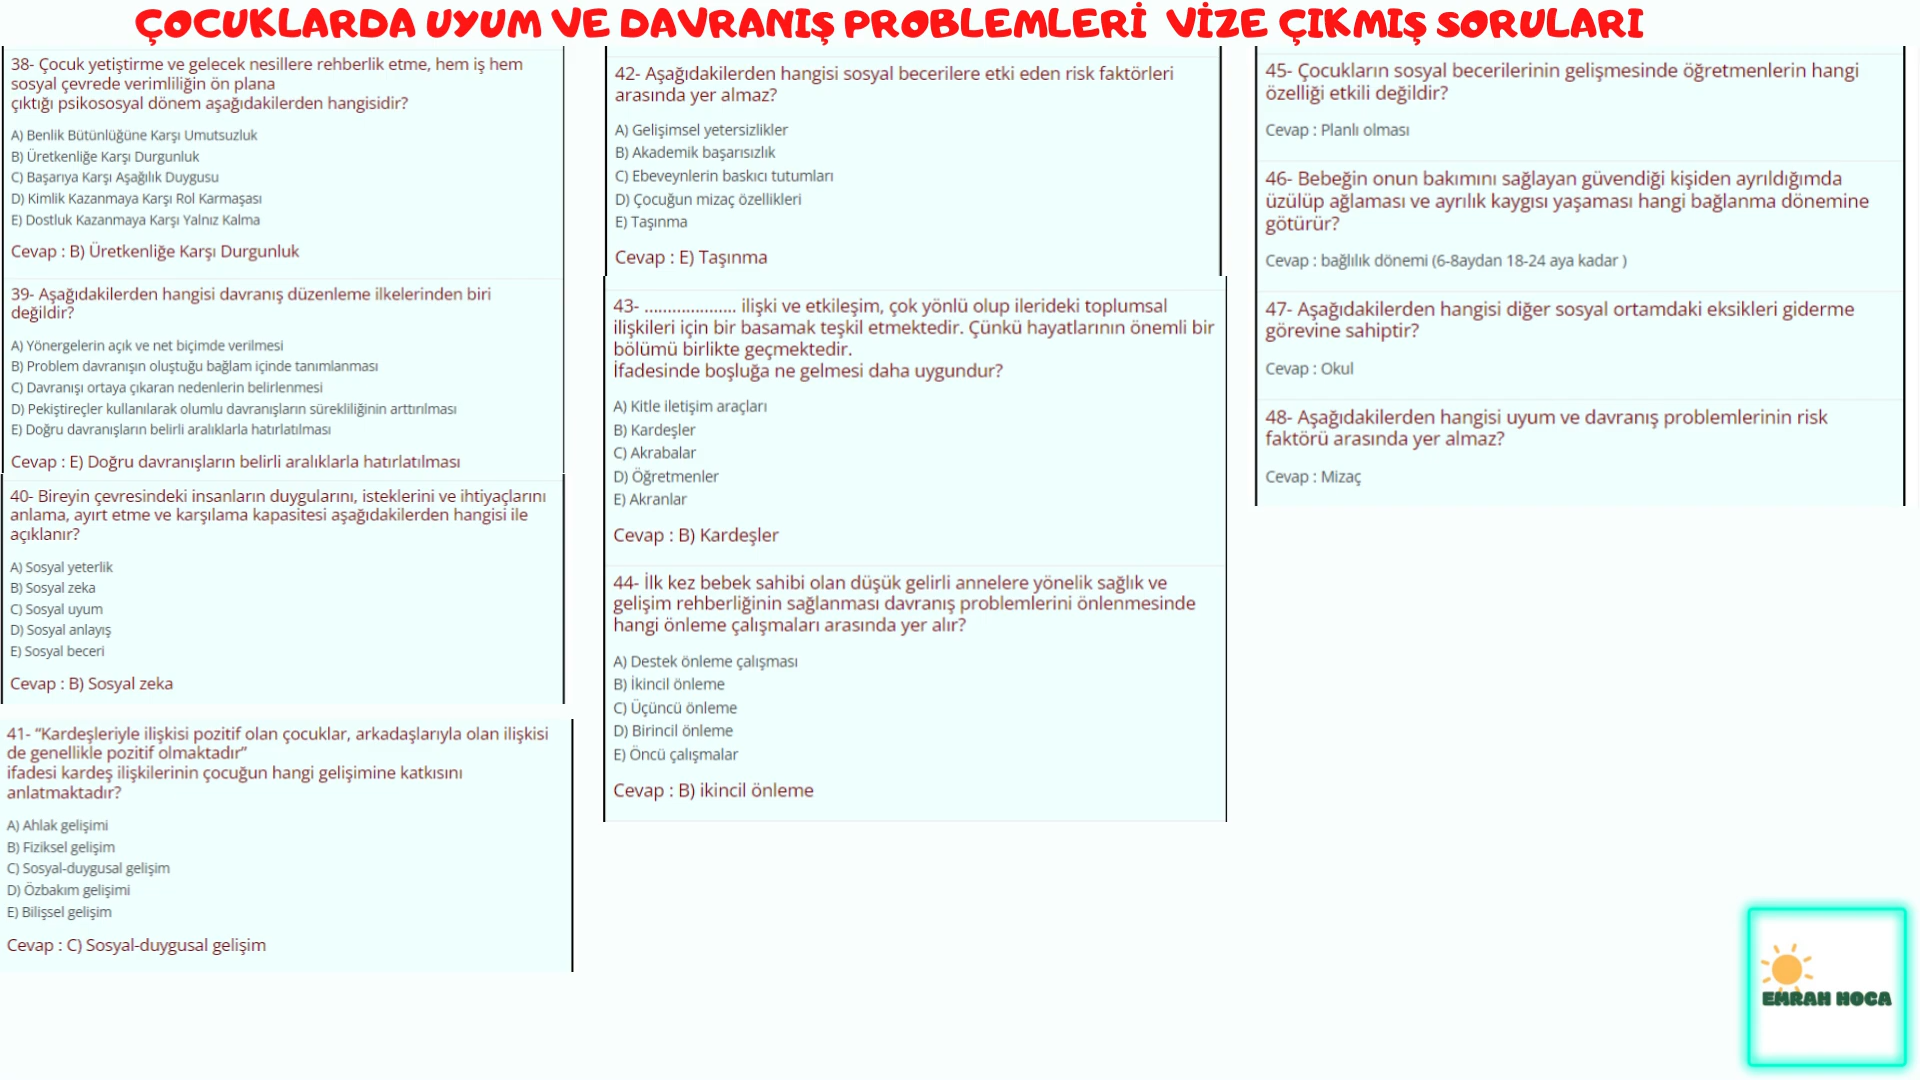 ÇOCUKLARDA UYUM VE DAVRANIŞ PROBLEMLERİ VİZE ÇIKMIŞ SORULARI
38- Çocuk yetiştirme ve gelecek nesillere rehberlik etme, hem iş hem
sosyal çevrede verimliliğin ön plana
çıktığı psikososyal dönem aşağıdakilerden hangisidir?
A) Benlik Bütünlüğüne Karşı Umutsuzluk
B) Üretkenliğe Karşı Durgunluk
C) Başarıya Karşı Aşağılık Duygusu
D) Kimlik Kazanmaya Karşı Rol Karmaşası
E) Dostluk Kazanmaya Karşı Yalnız Kalma
Cevap : B) Üretkenliğe Karşı Durgunluk
39- Aşağıdakilerden hangisi davranış düzenleme ilkelerinden biri
değildir?
A) Yönergelerin açık ve net biçimde verilmesi
B) Problem davranışın oluştuğu bağlam içinde tanımlanması
C) Davranışı ortaya çıkaran nedenlerin belirlenmesi
D) Pekiştireçler kullanılarak olumlu davranışların sürekliliğinin arttırılması
E) Doğru davranışların belirli aralıklarla hatırlatılması
Cevap : E) Doğru davranışların belirli aralıklarla hatırlatılması
40- Bireyin çevresindeki insanların duygularını, isteklerini ve ihtiyaçlarını
anlama, ayırt etme ve karşılama kapasitesi aşağıdakilerden hangisi ile
açıklanır?
A) Sosyal yeterlik
B) Sosyal zeka
C) Sosyal uyum
D) Sosyal anlayış
E) Sosyal beceri
Cevap : B) Sosyal zeka
41- “Kardeşleriyle ilişkisi pozitif olan çocuklar, arkadaşlarıyla olan ilişkisi
de genellikle pozitif olmaktadır”
ifadesi kardeş ilişkilerinin çocuğun hangi gelişimine katkısını
anlatmaktadır?
A) Ahlak gelişimi
B) Fiziksel gelişim
C) Sosyal-duygusal gelişim
D) Özbakım gelişimi
E) Bilişsel gelişim
Cevap : C) Sosyal-duygusal gelişim
42- Aşağıdakilerden hangisi sosyal becerilere etki eden risk faktörleri
arasında yer almaz?
A) Gelişimsel yetersizlikler
B) Akademik başarısızlık
C) Ebeveynlerin baskıcı tutumları
D) Çocuğun mizaç özellikleri
E) Taşınma
Cevap : E) Taşınma
43- .................... ilişki ve etkileşim, çok yönlü olup ilerideki toplumsal
ilişkileri için bir basamak teşkil etmektedir. Çünkü hayatlarının önemli bir
bölümü birlikte geçmektedir.
İfadesinde boşluğa ne gelmesi daha uygundur?
A) Kitle iletişim araçları
B) Kardeşler
C) Akrabalar
D) Öğretmenler
E) Akranlar
Cevap : B) Kardeşler
44- İlk kez bebek sahibi olan düşük gelirli annelere yönelik sağlık ve
gelişim rehberliğinin sağlanması davranış problemlerini önlenmesinde
hangi önleme çalışmaları arasında yer alır?
A) Destek önleme çalışması
B) İkincil önleme
C) Üçüncü önleme
D) Birincil önleme
E) Öncü çalışmalar
Cevap : B) ikincil önleme
45- Çocukların sosyal becerilerinin gelişmesinde öğretmenlerin hangi
özelliği etkili değildir?
Cevap : Planlı olması
46- Bebeğin onun bakımını sağlayan güvendiği kişiden ayrıldığımda
üzülüp ağlaması ve ayrılık kaygısı yaşaması hangi bağlanma dönemine
götürür?
Cevap : bağlılık dönemi (6-8aydan 18-24 aya kadar )
47- Aşağıdakilerden hangisi diğer sosyal ortamdaki eksikleri giderme
görevine sahiptir?
Cevap : Okul
48- Aşağıdakilerden hangisi uyum ve davranış problemlerinin risk
faktörü arasında yer almaz?
Cevap : Mizaç
EMRAH HOCA